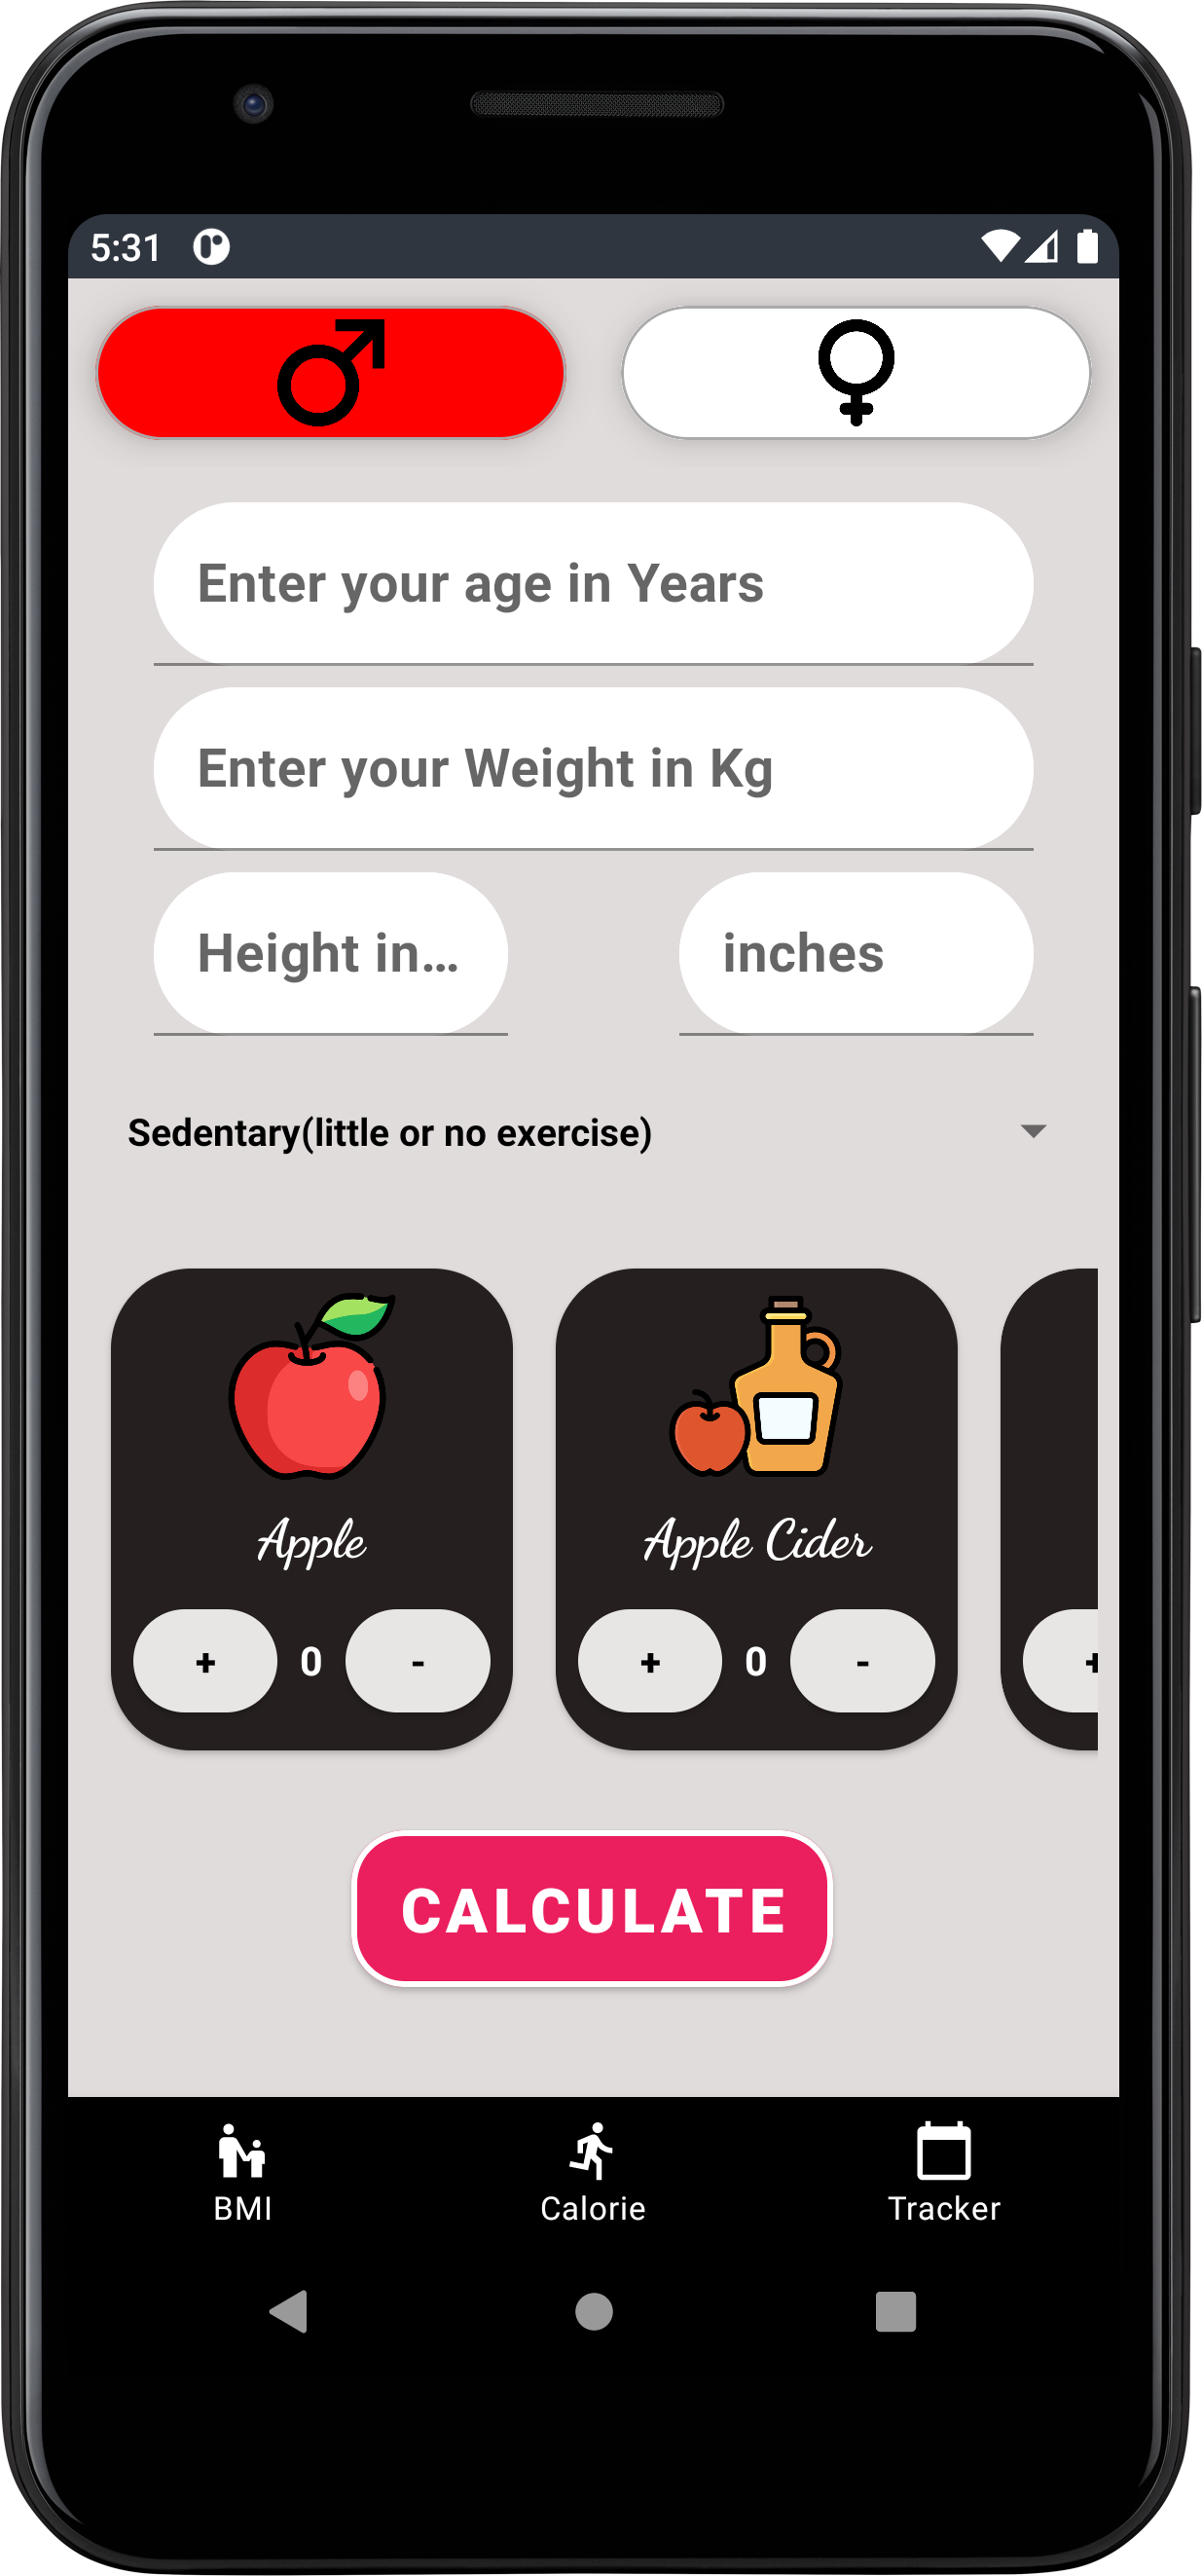 5:31
Enter your age in Years
Enter your Weight in Kg
Height in...
inches
Sedentary(little or no exercise)
Apple
Apple Cider
+ 0 -
+ 0 -
+
CALCULATE
BMI
Calorie
Tracker